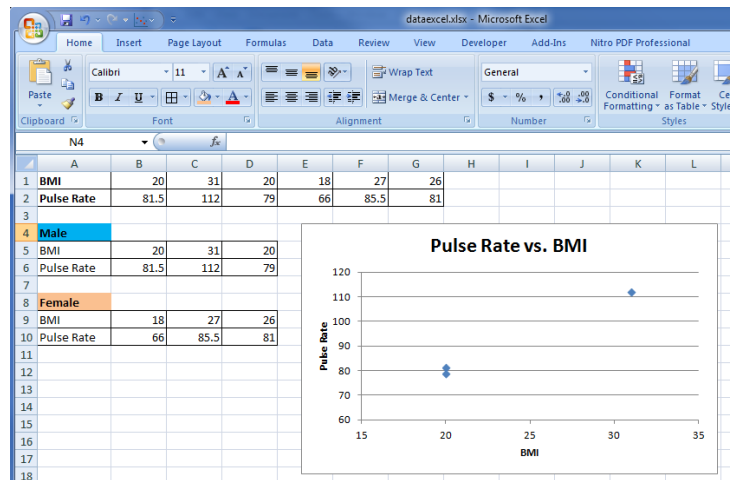 dataexcel.xlsx - Microsoft Excel
Home Insert Page Layout Formulas Data Review View Developer Add-Ins Nitro PDF Professional
Calibri 11 A A Wrap Text General
Paste B I U A Merge & Center $ % , .0 .00 .00 .0 Conditional Format Ce
Formatting as Table Style
Clipboard Font Alignment Number Styles
N4 fx
A B C D E F G H I J K L
1 BMI 20 31 20 18 27 26
2 Pulse Rate 81.5 112 79 66 85.5 81
3
4 Male
5 BMI 20 31 20
6 Pulse Rate 81.5 112 79
7
8 Female
9 BMI 18 27 26
10 Pulse Rate 66 85.5 81
11
12
13
14
15
16
17
18
Pulse Rate vs. BMI
Pulse Rate
120
110
100
90
80
70
60
15 20 25 30 35
BMI